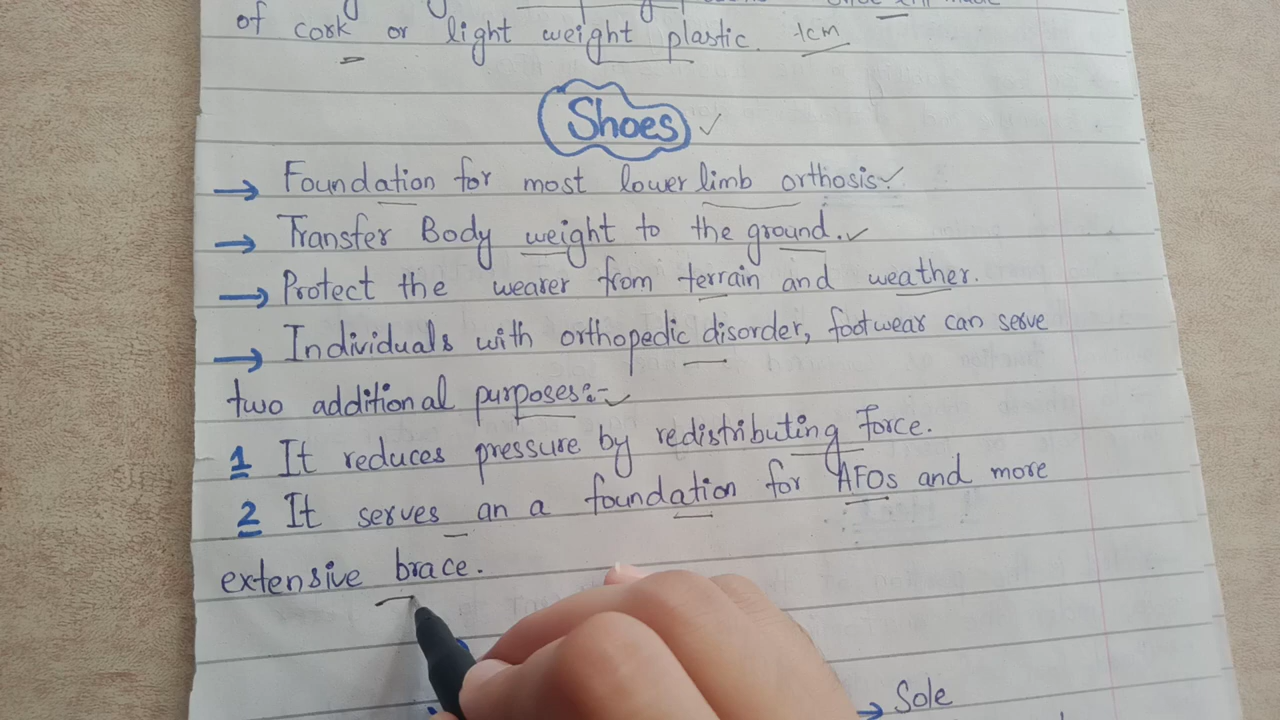 of cork or light weight plastic. 1cm
Shoes
→ Foundation for most lower limb orthosis
→ Transfer Body weight to the ground.
→ Protect the wearer from terrain and weather.
→ Individuals with orthopedic disorder, footwear can serve
two additional purposes:-
1 It reduces pressure by redistributing force.
2 It serves an a foundation for AFOs and more
extensive brace.
→ Sole